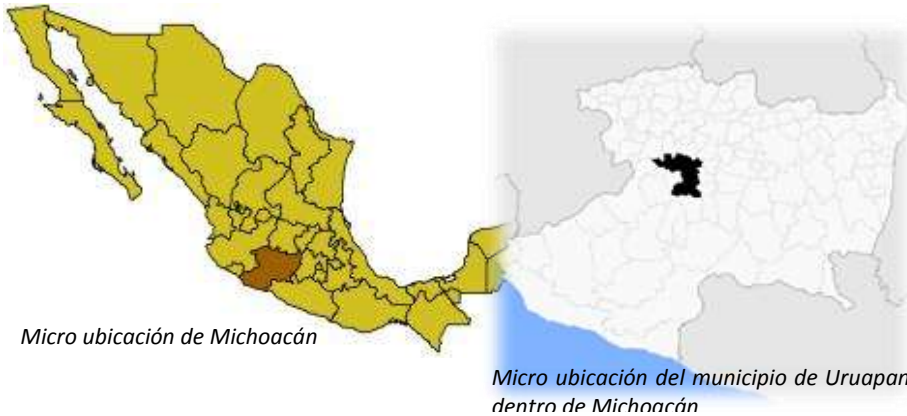 Micro ubicación de Michoacán
Micro ubicación del municipio de Uruapan
dentro de Michoacán